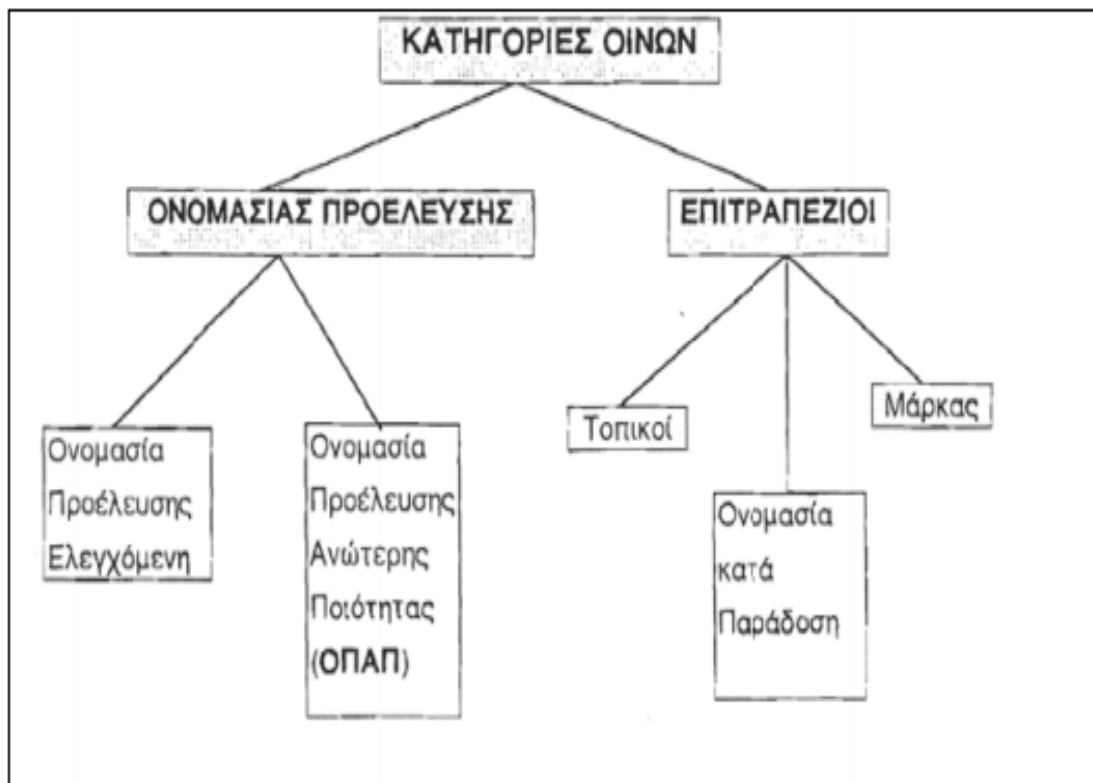 ΚΑΤΗΓΟΡΙΕΣ ΟΙΝΩΝ
ΟΝΟΜΑΣΙΑΣ ΠΡΟΕΛΕΥΣΗΣ
ΕΠΙΤΡΑΠΕΖΙΟΙ
Ονομασία
Προέλευσης
Ελεγχόμενη
Ονομασία
Προέλευσης
Ανώτερης
Ποιότητας
(ΟΠΑΠ)
Τοπικοί
Ονομασία
κατά
Παράδοση
Μάρκας